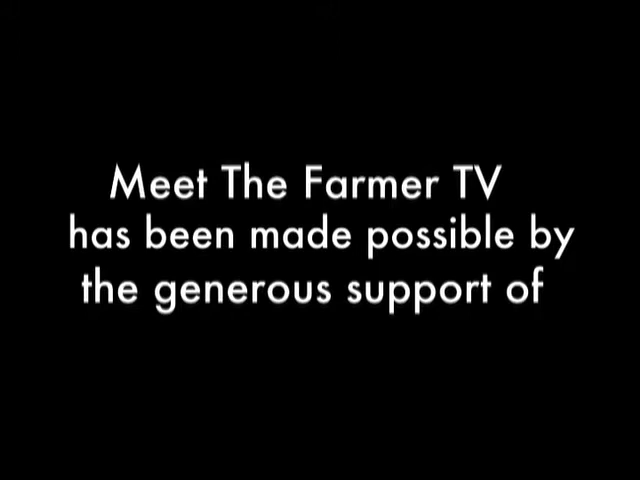 Meet The Farmer TV
has been made possible by
the generous support of